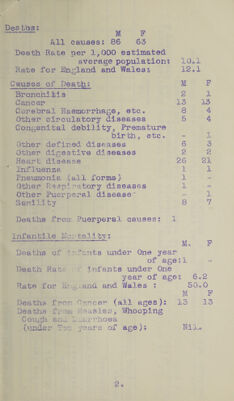 Deaths:
M F
All causes: 86 63
Death Rate per 1,000 estimated
average population: 10.1
Rate for England and Wales: 12.1
Causes of Death: M F
Bronchitis 2 1
Cancer 13 13
Cerebral Haemorrhage, etc. 8 4
Other circulatory diseases 5 4
Congenital debility, Premature
birth, etc. - 1
Other defined diseases 6 3
Other digestive diseases 2 2
Heart disease 26 21
Influenza 1 1
Pneumonia (all forms) 1 -
Other Respiratory diseases 1 -
Other Puerperal disease - 1
Senility 8 7
Deaths from Puerperal causes: 1
Infantile Mortality:
M. F
Deaths of infants under One year
of age: 1 -
Death Rate of infants under One
year of age: 6.2
Rate for England and Wales : 50.0
M F
Deaths from Cancer (all ages): 13 13
Deaths from Measles, Whooping
Cough and Diarrhoea
(under Two years of age): Nil.
2.